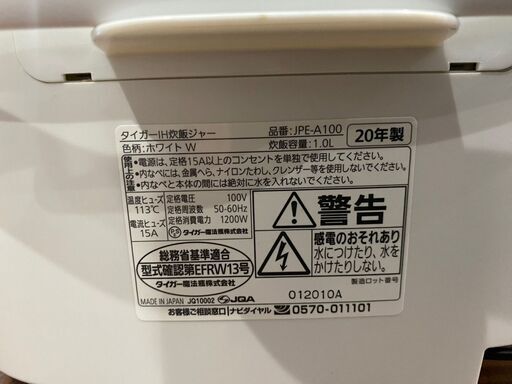 タイガーIH炊飯ジャー 品番:JPE-A100 20年製
色柄:ホワイト W 炊飯容量:1.0L
使用上の注意
●電源は、定格15A以上のコンセントを単独で使用してください。
●内なべには、金属へら、ナイロンたわし、クレンザー等を使用しないでください。
●内なべと本体の間には絶対に水を入れないでください。
温度ヒューズ 113℃
電流ヒューズ 15A
定格電圧 100V
定格周波数 50-60Hz
定格消費電力 1200W
PSE タイガー魔法瓶株式会社
警告
感電のおそれあり
水につけたり、水を
かけたりしない。
総務省基準適合
型式確認第EFRW13号
タイガー魔法瓶株式会社
製造ロット番号
012010A
MADE IN JAPAN JQ10002 JQA
お客様ご相談窓口 ナビダイヤル 0570-011101